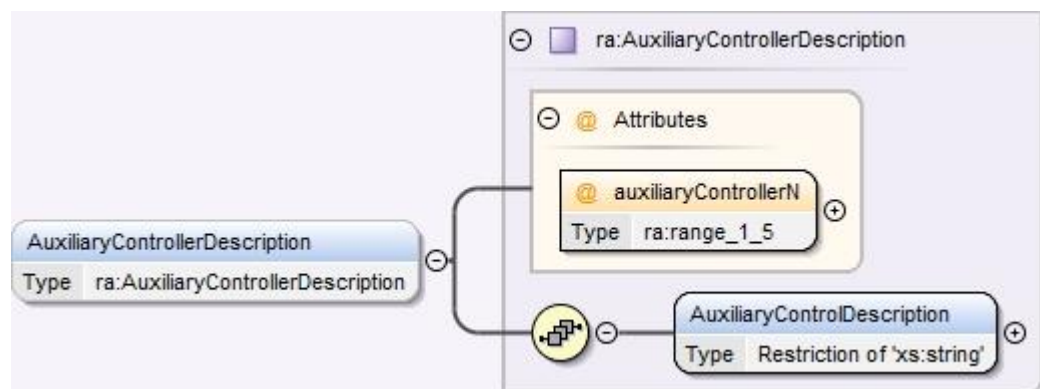 ra:AuxiliaryControllerDescription
@ Attributes
@ auxiliaryControllerN
Type ra:range_1_5
AuxiliaryControllerDescription
Type ra:AuxiliaryControllerDescription
AuxiliaryControlDescription
Type Restriction of 'xs:string'